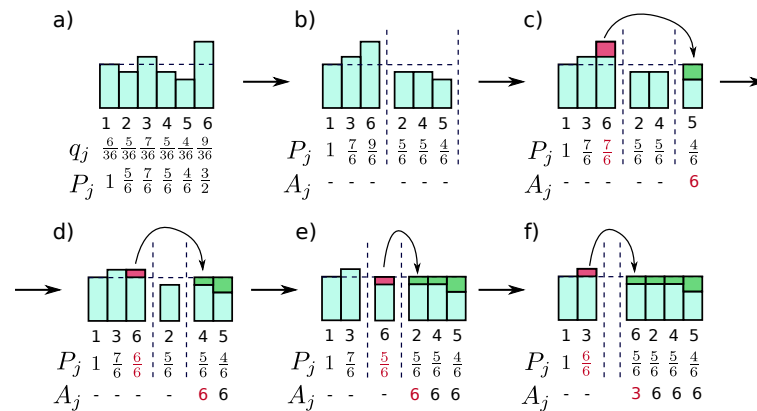 a)
b)
c)
1 2 3 4 5 6
1 3 6 2 4 5
1 3 6 2 4 5
q_j 6/36 5/36 7/36 5/36 4/36 9/36
P_j 1 7/6 9/6 5/6 5/6 4/6
P_j 1 7/6 7/6 5/6 5/6 4/6
P_j 1 5/6 7/6 5/6 4/6 3/2
A_j - - - - - -
A_j - - - - - 6
d)
e)
f)
1 3 6 2 4 5
1 3 6 2 4 5
1 3 6 2 4 5
P_j 1 7/6 6/6 5/6 5/6 4/6
P_j 1 7/6 5/6 5/6 5/6 4/6
P_j 1 6/6 5/6 5/6 5/6 4/6
A_j - - - - 6 6
A_j - - - 6 6 6
A_j - - 3 6 6 6